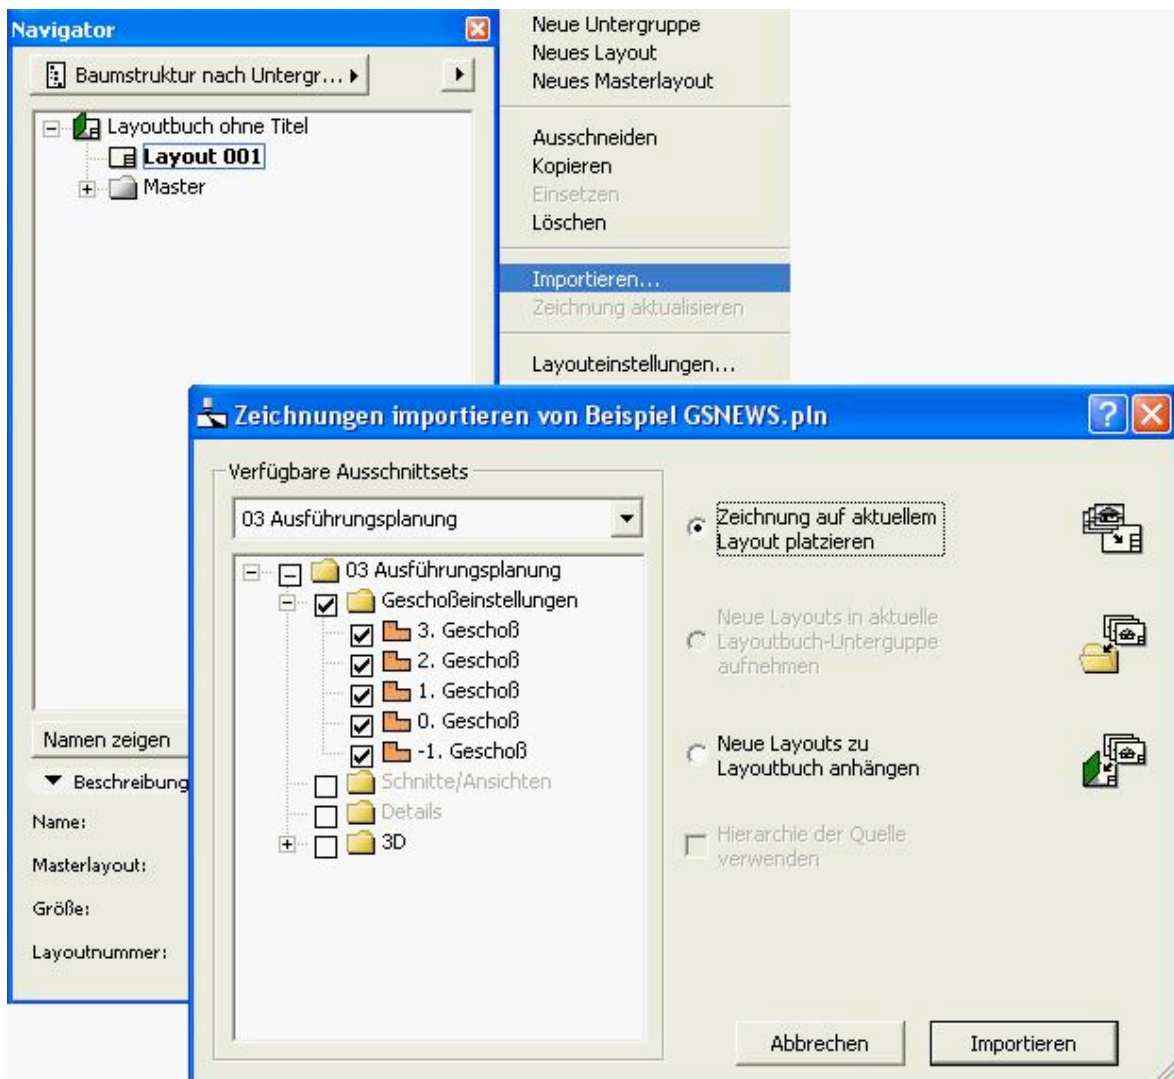 Navigator
Baumstruktur nach Untergr...
Layoutbuch ohne Titel
Layout 001
Master
Namen zeigen
Beschreibung
Name:
Masterlayout:
Größe:
Layoutnummer:
Neue Untergruppe
Neues Layout
Neues Masterlayout
Ausschneiden
Kopieren
Einsetzen
Löschen
Importieren...
Zeichnung aktualisieren
Layouteinstellungen...
Zeichnungen importieren von Beispiel GSNEWS.pln
Verfügbare Ausschnittsets
03 Ausführungsplanung
03 Ausführungsplanung
Geschoßeinstellungen
3. Geschoß
2. Geschoß
1. Geschoß
0. Geschoß
-1. Geschoß
Schnitte/Ansichten
Details
3D
Zeichnung auf aktuellem
Layout platzieren
Neue Layouts in aktuelle
Layoutbuch-Unterguppe
aufnehmen
Neue Layouts zu
Layoutbuch anhängen
Hierarchie der Quelle
verwenden
Abbrechen
Importieren